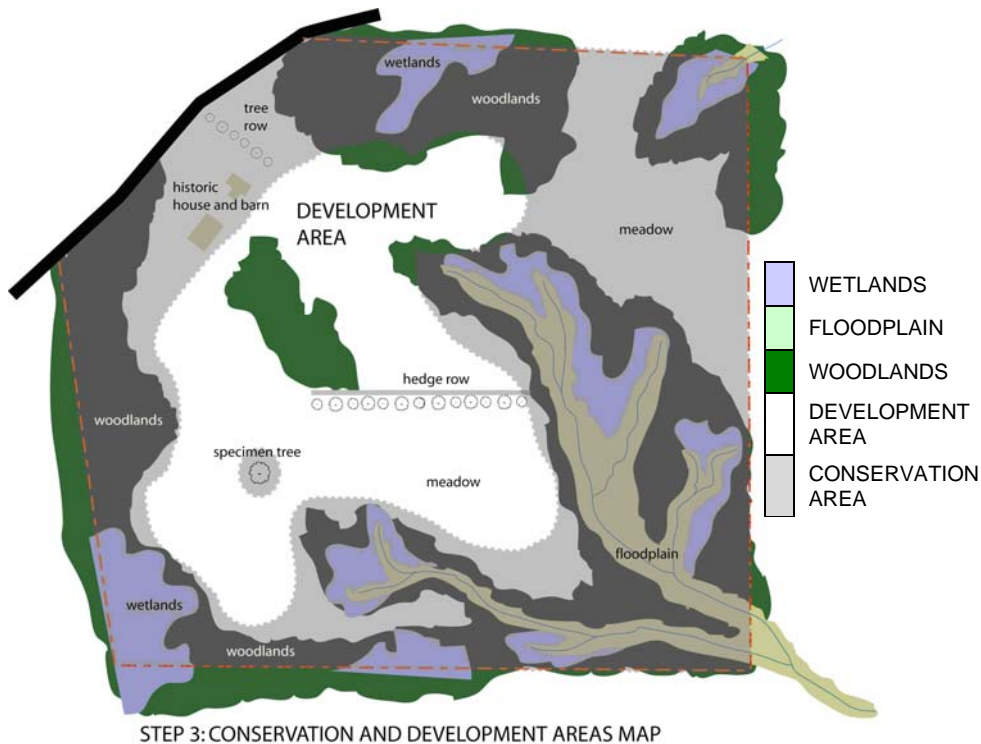 wetlands
woodlands
tree
row
historic
house and barn
DEVELOPMENT
AREA
meadow
WETLANDS
FLOODPLAIN
WOODLANDS
DEVELOPMENT
AREA
CONSERVATION
AREA
hedge row
woodlands
specimen tree
meadow
floodplain
wetlands
woodlands
STEP 3: CONSERVATION AND DEVELOPMENT AREAS MAP